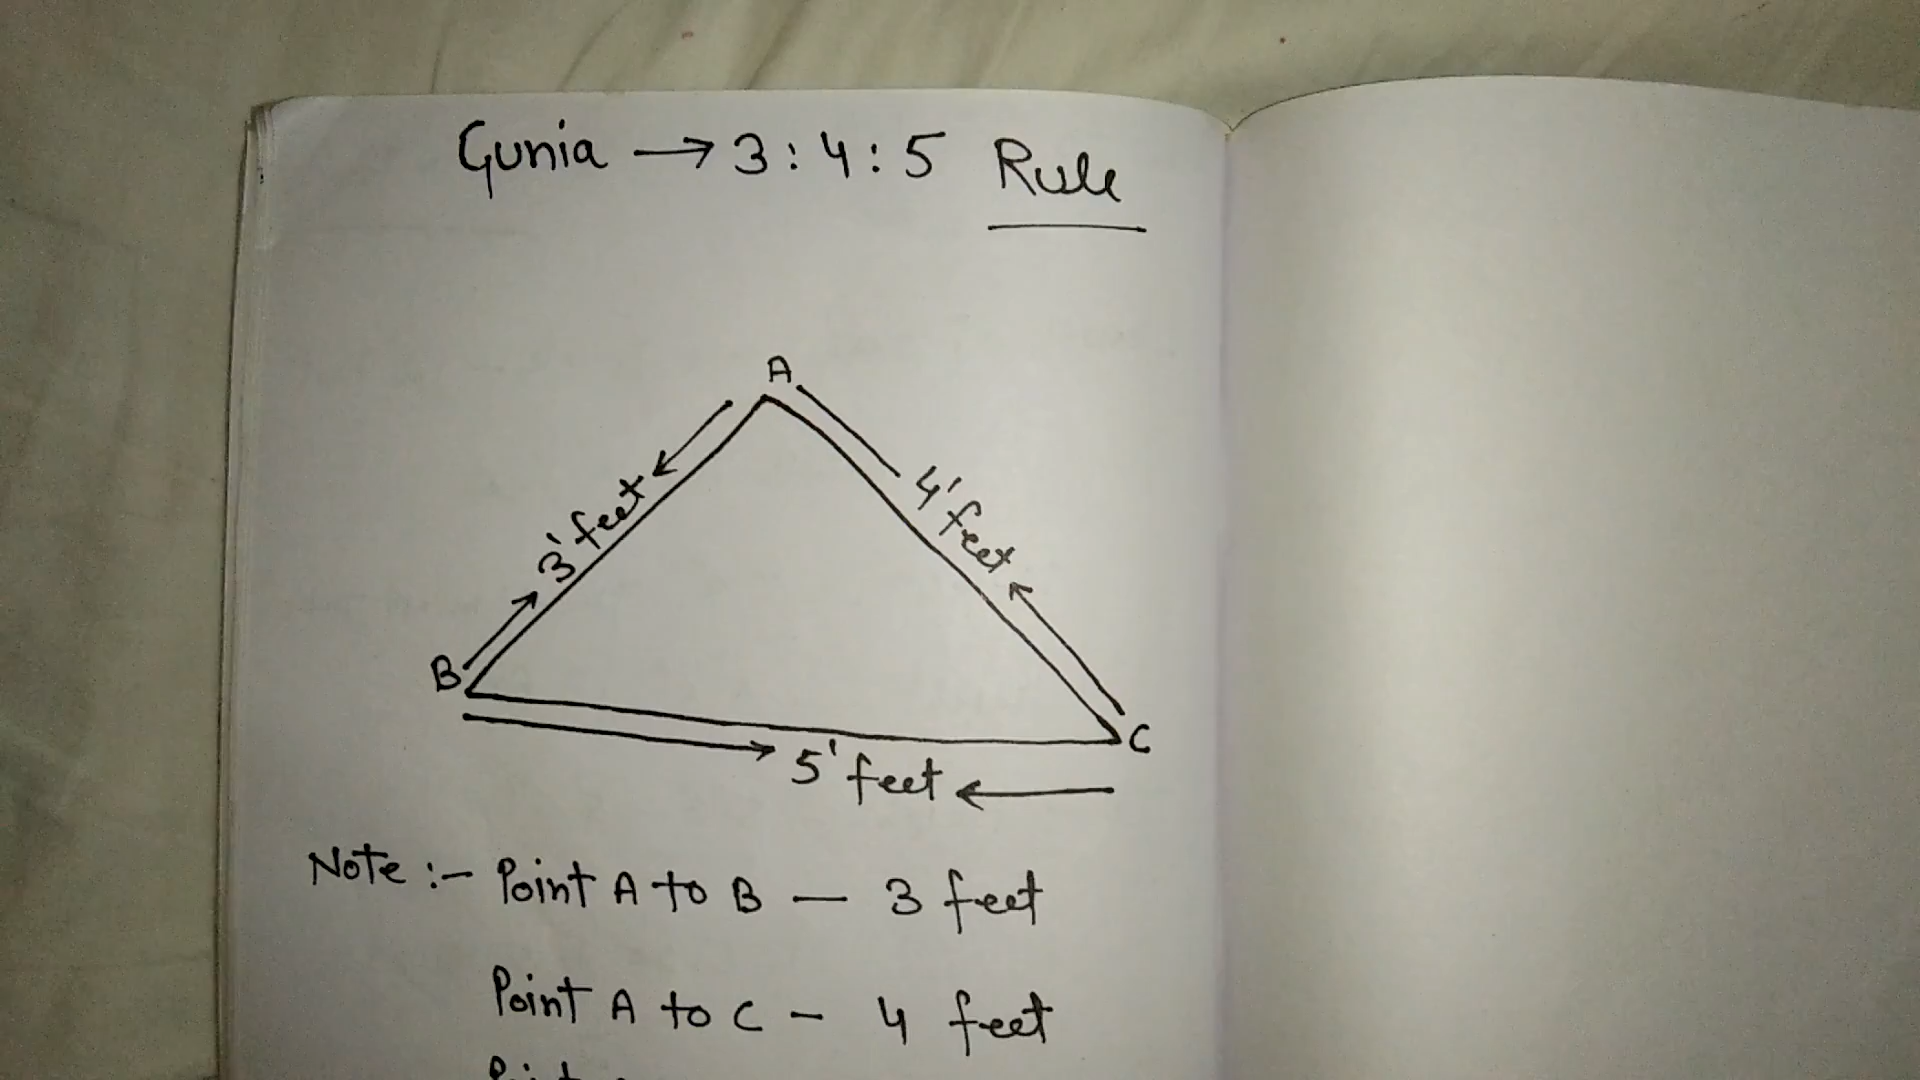 Gunia → 3:4:5 Rule
A
3' feet
4' feet
B
C
5' feet
Note :- Point A to B — 3 feet
Point A to C - 4 feet